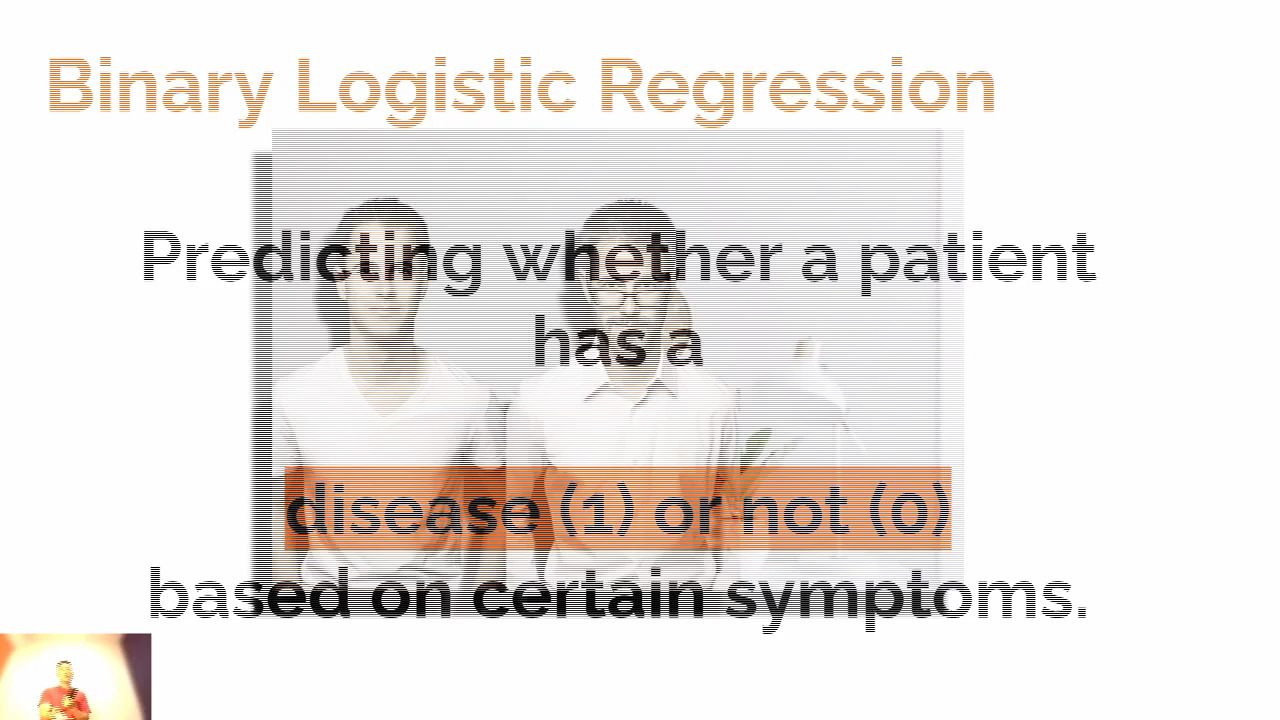 Binary Logistic Regression
Predicting whether a patient
has a
disease (1) or not (0)
based on certain symptoms.